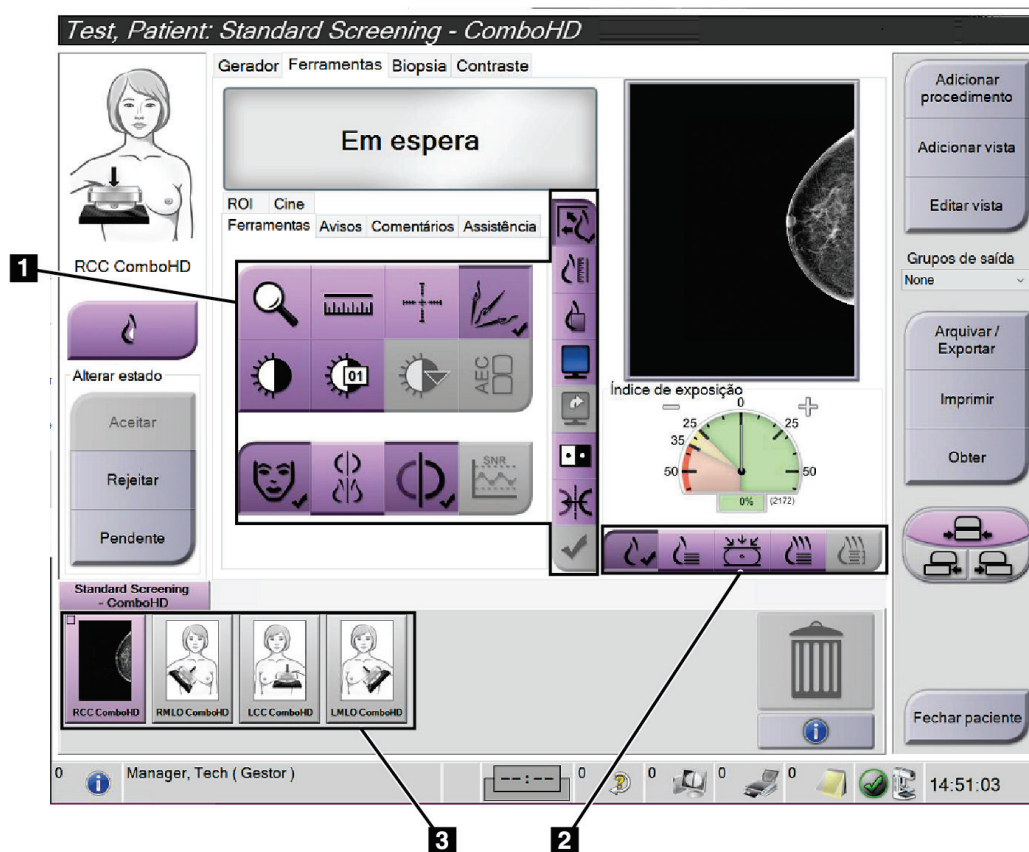 Test, Patient: Standard Screening - ComboHD
Gerador Ferramentas Biopsia Contraste
Em espera
ROI Cine
Ferramentas Avisos Comentários Assistência
RCC ComboHD
Alterar estado
Aceitar
Rejeitar
Pendente
1
01
AEC
SNR
Índice de exposição
0
25 25
35
50 50
0% (2172)
Adicionar
procedimento
Adicionar vista
Editar vista
Grupos de saída
None
Arquivar /
Exportar
Imprimir
Obter
Standard Screening
- ComboHD
RCC ComboHD RMLO ComboHD LCC ComboHD LMLO ComboHD
Fechar paciente
0 Manager, Tech ( Gestor ) --:-- 0 0 0 0 14:51:03
3 2